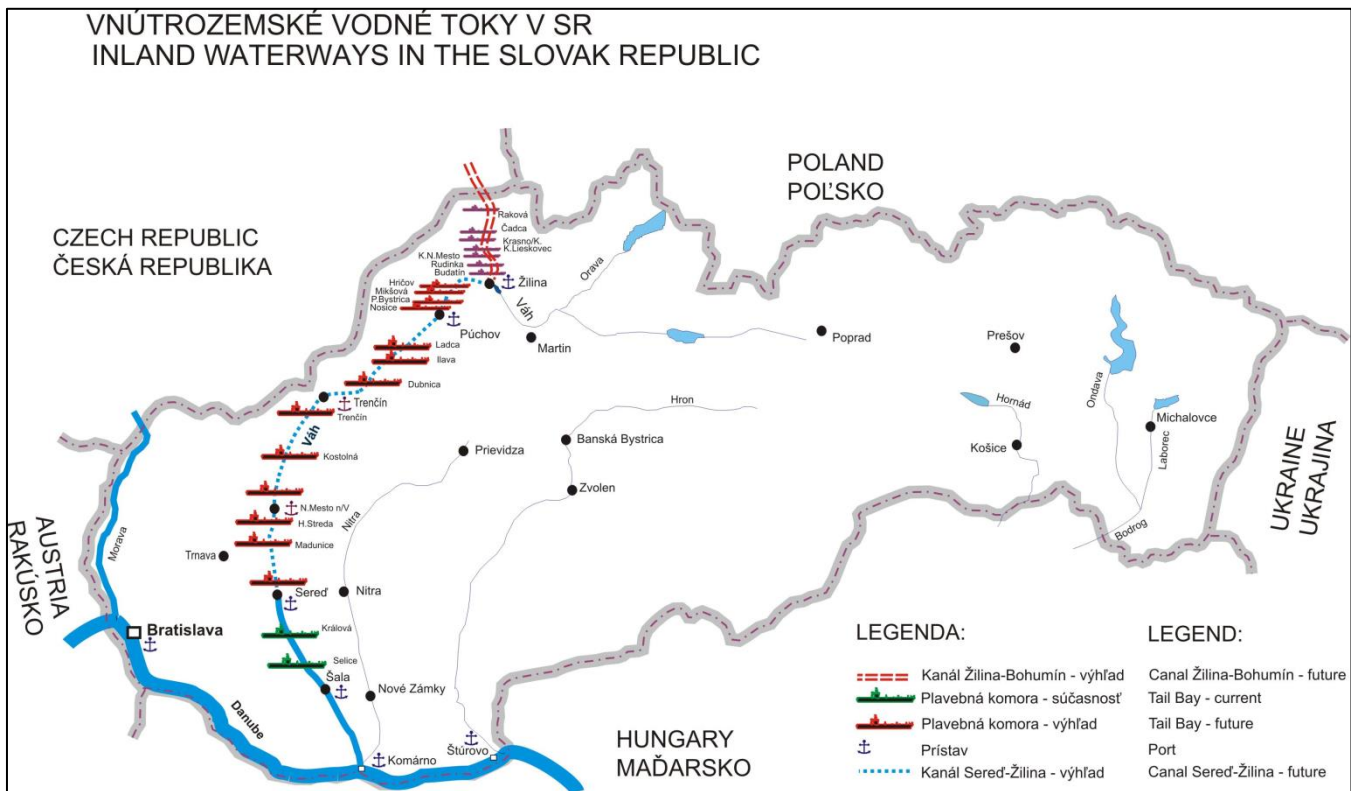 VNÚTROZEMSKÉ VODNÉ TOKY V SR
INLAND WATERWAYS IN THE SLOVAK REPUBLIC
POLAND
POĽSKO
CZECH REPUBLIC
ČESKÁ REPUBLIKA
Raková
Čadca
Krasno/K.
K.Lieskovec
K.N.Mesto
Rudinka
Budatín
Hričov
Mikšová
P.Bystrica
Nosice
Žilina
Orava
Váh
Púchov
Martin
Poprad
Prešov
Ladca
Ilava
Dubnica
Trenčín
Trenčín
Váh
Hron
Hornád
Ondava
Michalovce
Laborec
Košice
Bodrog
Kostolná
Prievidza
Banská Bystrica
Zvolen
N.Mesto n/V
H.Streda
Madunice
Trnava
Nitra
Sereď
Nitra
Morava
AUSTRIA
RAKÚSKO
UKRAINE
UKRAJINA
Bratislava
Králová
Selice
Šala
Nové Zámky
Danube
Komárno
Štúrovo
HUNGARY
MAĎARSKO
LEGENDA: LEGEND:
Kanál Žilina-Bohumín - výhľad Canal Žilina-Bohumín - future
Plavebná komora - súčasnosť Tail Bay - current
Plavebná komora - výhľad Tail Bay - future
Prístav Port
Kanál Sereď-Žilina - výhľad Canal Sereď-Žilina - future